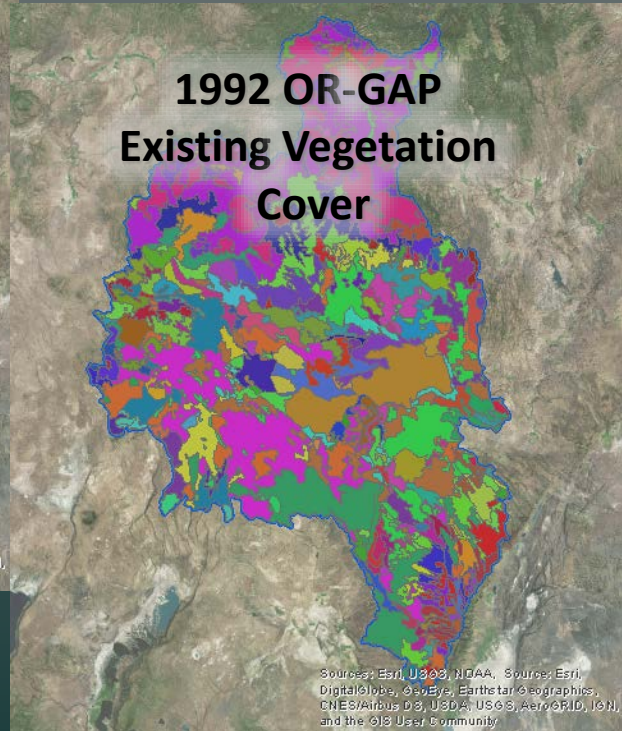 1992 OR-GAP
Existing Vegetation
Cover
Sources: Esri, USGS, NOAA, Source: Esri,
DigitalGlobe, GeoEye, Earthstar Geographics,
CNES/Airbus DS, USDA, USGS, AeroGRID, IGN,
and the GIS User Community